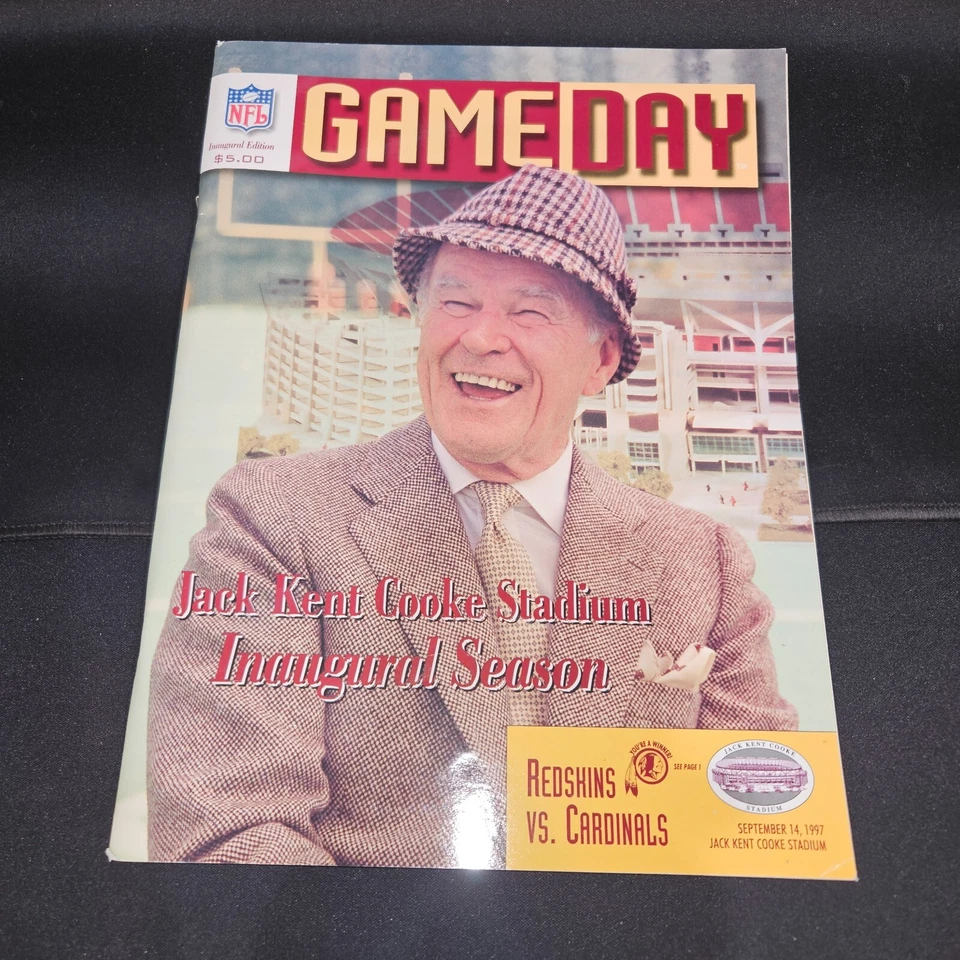 NFL
Inaugural Edition
$5.00
GAMEDAY
Jack Kent Cooke Stadium
Inaugural Season
REDSKINS
VS. CARDINALS
YOU'RE A WINNER!
SEE PAGE 1
JACK KENT COOKE
STADIUM
SEPTEMBER 14, 1997
JACK KENT COOKE STADIUM